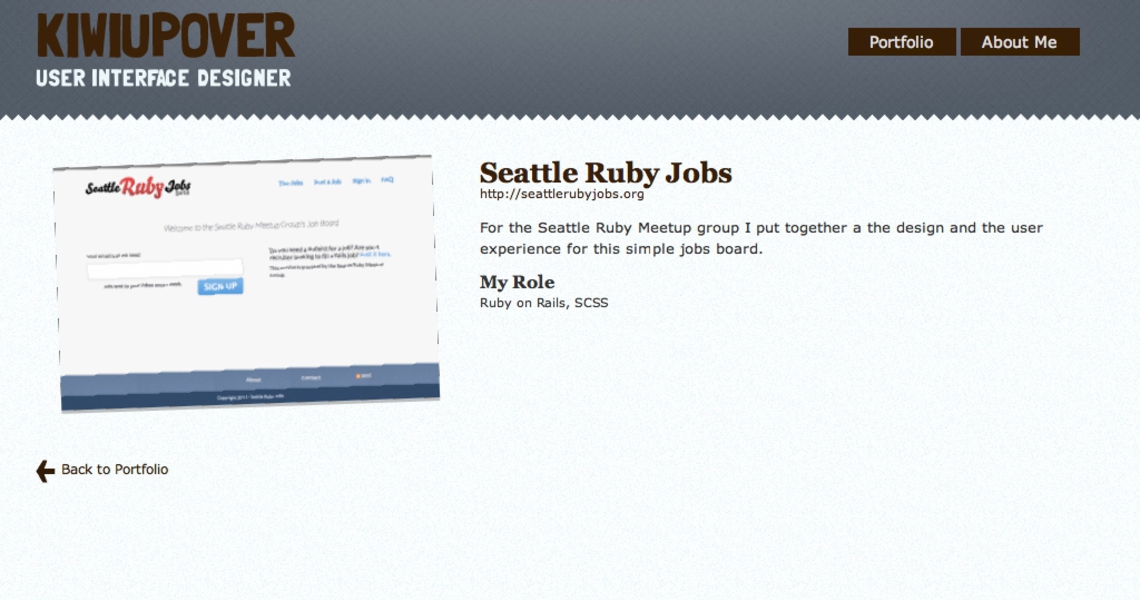 KIWIUPOVER
USER INTERFACE DESIGNER
Portfolio
About Me
Seattle Ruby Jobs
The Jobs Post a Job Sign In FAQ
Welcome to the Seattle Ruby Meetup Group's Job Board
SIGN UP
About Contact
Seattle Ruby Jobs
http://seattlerubyjobs.org
For the Seattle Ruby Meetup group I put together a the design and the user
experience for this simple jobs board.
My Role
Ruby on Rails, SCSS
Back to Portfolio